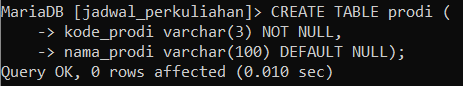 MariaDB [jadwal_perkuliahan]> CREATE TABLE prodi (
    -> kode_prodi varchar(3) NOT NULL,
    -> nama_prodi varchar(100) DEFAULT NULL);
Query OK, 0 rows affected (0.010 sec)